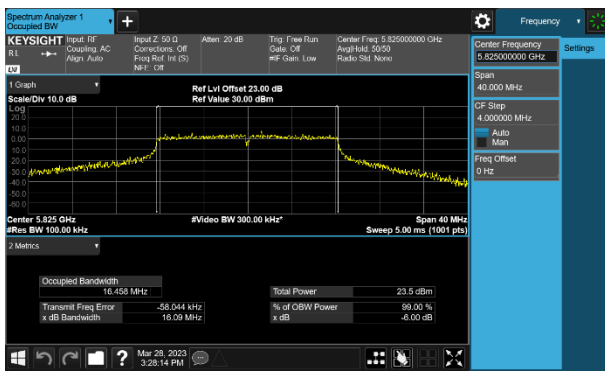 Spectrum Analyzer 1
Occupied BW
+
Frequency
KEYSIGHT
Input: RF
Coupling: AC
Align: Auto
Input Z: 50 Ω
Corrections: Off
Freq Ref: Int (S)
NFE: Off
Atten: 20 dB
Trig: Free Run
Gate: Off
#IF Gain: Low
Center Freq: 5.825000000 GHz
Avg|Hold: 50/50
Radio Std: None
RL
LXI
Center Frequency
5.825000000 GHz
Settings
Span
40.000 MHz
CF Step
4.000000 MHz
Auto
Man
Freq Offset
0 Hz
1 Graph
Scale/Div 10.0 dB
Ref Lvl Offset 23.00 dB
Ref Value 30.00 dBm
Log
20.0
10.0
0.00
-10.0
-20.0
-30.0
-40.0
-50.0
-60.0
Center 5.825 GHz
#Res BW 100.00 kHz
#Video BW 300.00 kHz*
Span 40 MHz
Sweep 5.00 ms (1001 pts)
2 Metrics
Occupied Bandwidth
16.458 MHz
Total Power 23.5 dBm
Transmit Freq Error -58.044 kHz
% of OBW Power 99.00 %
x dB Bandwidth 16.09 MHz
x dB -6.00 dB
?
Mar 28, 2023
3:28:14 PM